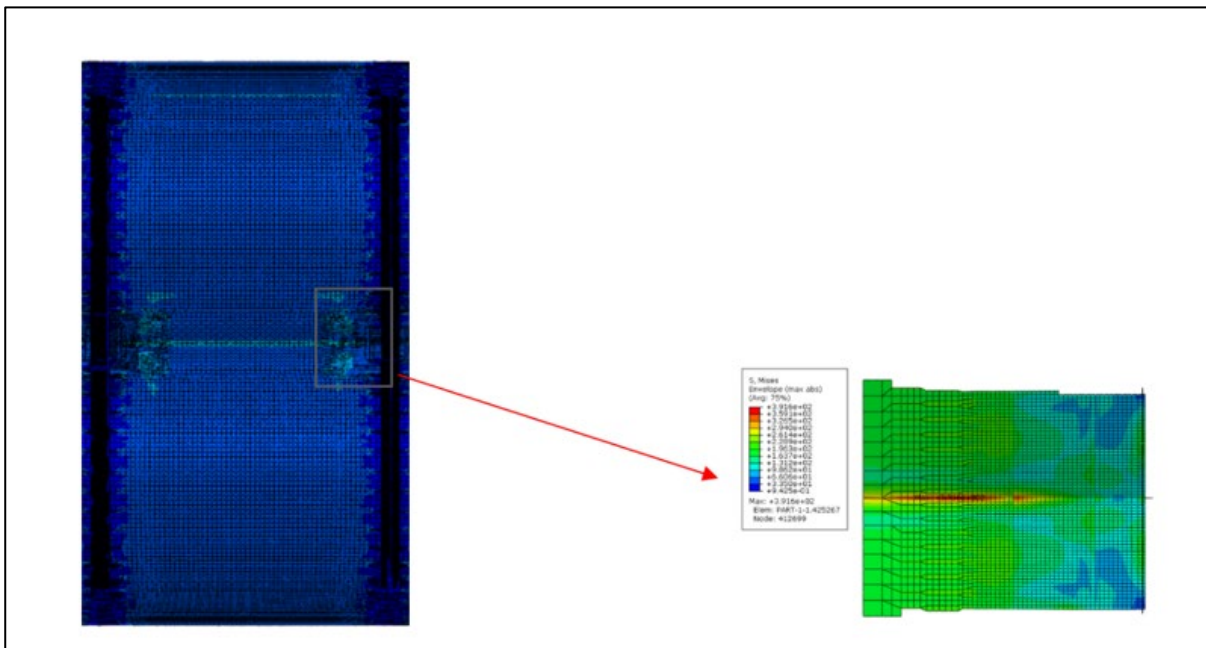 S, Mises
Envelope (max abs)
(Avg: 75%)
+3.916e+02
+3.591e+02
+3.265e+02
+2.940e+02
+2.614e+02
+2.289e+02
+1.963e+02
+1.637e+02
+1.312e+02
+9.862e+01
+6.606e+01
+3.350e+01
+9.425e-01
Max: +3.916e+02
Elem: PART-1-1.425267
Node: 412699